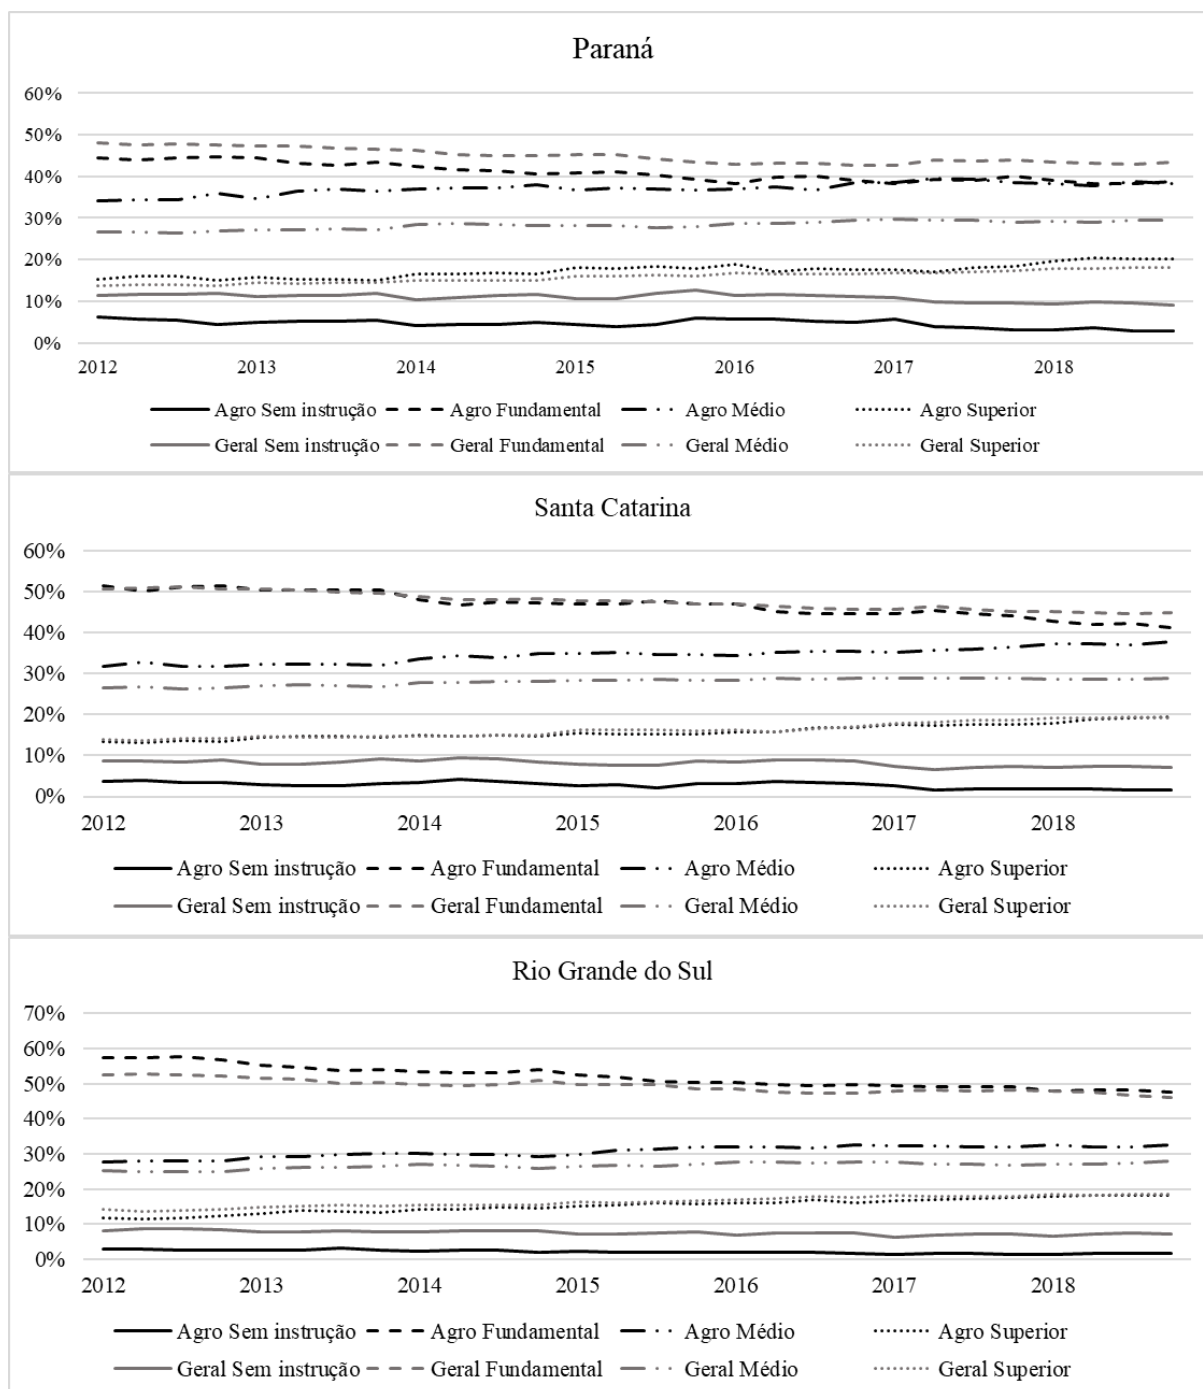 Paraná
60%
50%
40%
30%
20%
10%
0%
2012 2013 2014 2015 2016 2017 2018
Agro Sem instrução Agro Fundamental Agro Médio Agro Superior
Geral Sem instrução Geral Fundamental Geral Médio Geral Superior
Santa Catarina
60%
50%
40%
30%
20%
10%
0%
2012 2013 2014 2015 2016 2017 2018
Agro Sem instrução Agro Fundamental Agro Médio Agro Superior
Geral Sem instrução Geral Fundamental Geral Médio Geral Superior
Rio Grande do Sul
70%
60%
50%
40%
30%
20%
10%
0%
2012 2013 2014 2015 2016 2017 2018
Agro Sem instrução Agro Fundamental Agro Médio Agro Superior
Geral Sem instrução Geral Fundamental Geral Médio Geral Superior